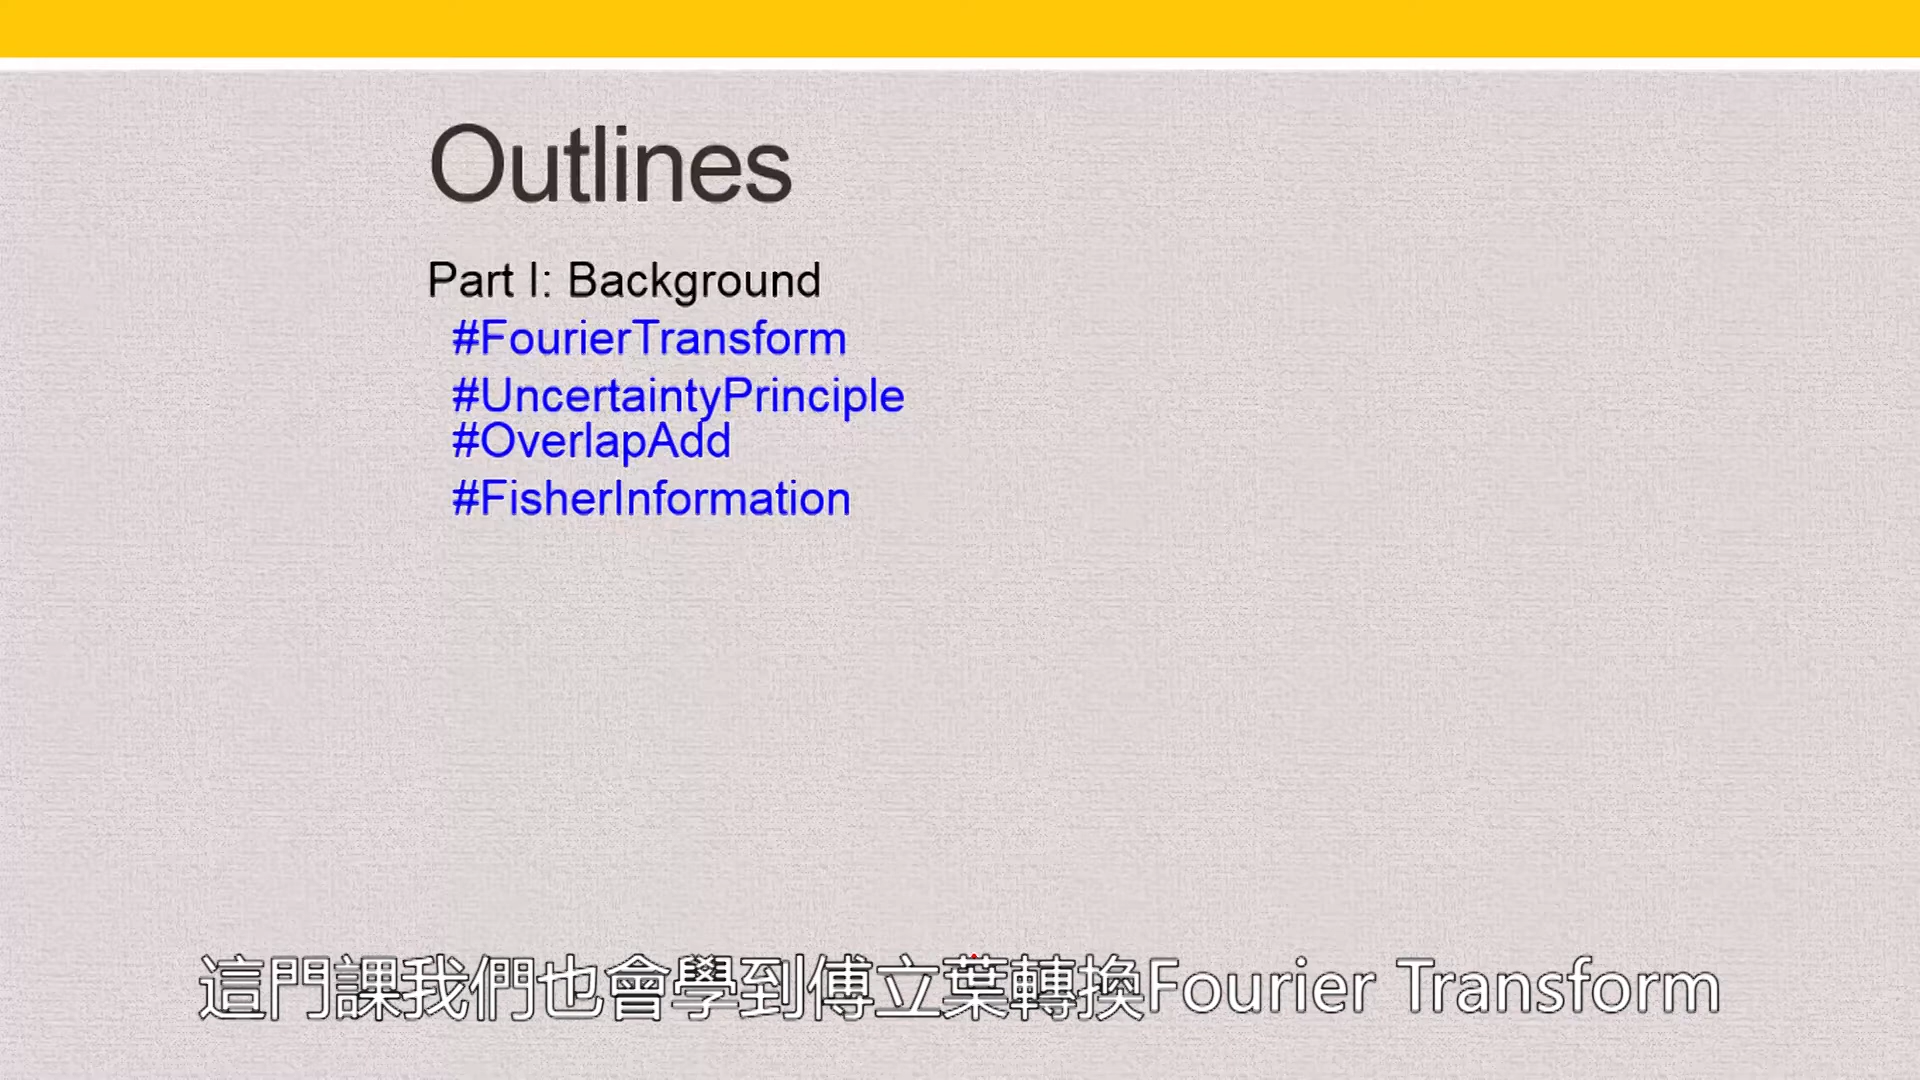 Outlines
Part I: Background
#FourierTransform
#UncertaintyPrinciple
#OverlapAdd
#FisherInformation
這門課我們也會學到傅立葉轉換Fourier Transform